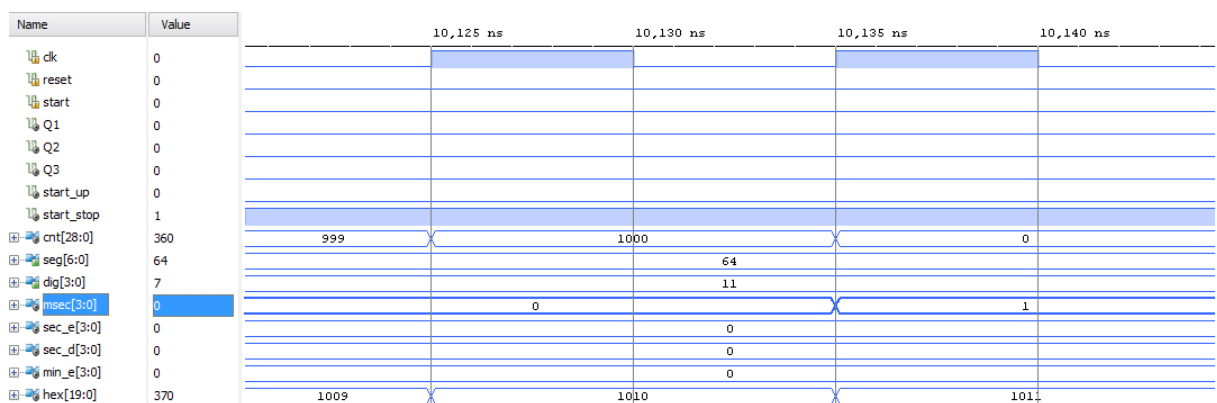 Name Value 10,125 ns 10,130 ns 10,135 ns 10,140 ns
clk 0
reset 0
start 0
Q1 0
Q2 0
Q3 0
start_up 0
start_stop 1
cnt[28:0] 360 999 1000 0
seg[6:0] 64 64
dig[3:0] 7 11
msec[3:0] 0 0 1
sec_e[3:0] 0 0
sec_d[3:0] 0 0
min_e[3:0] 0 0
hex[19:0] 370 1009 1010 1011